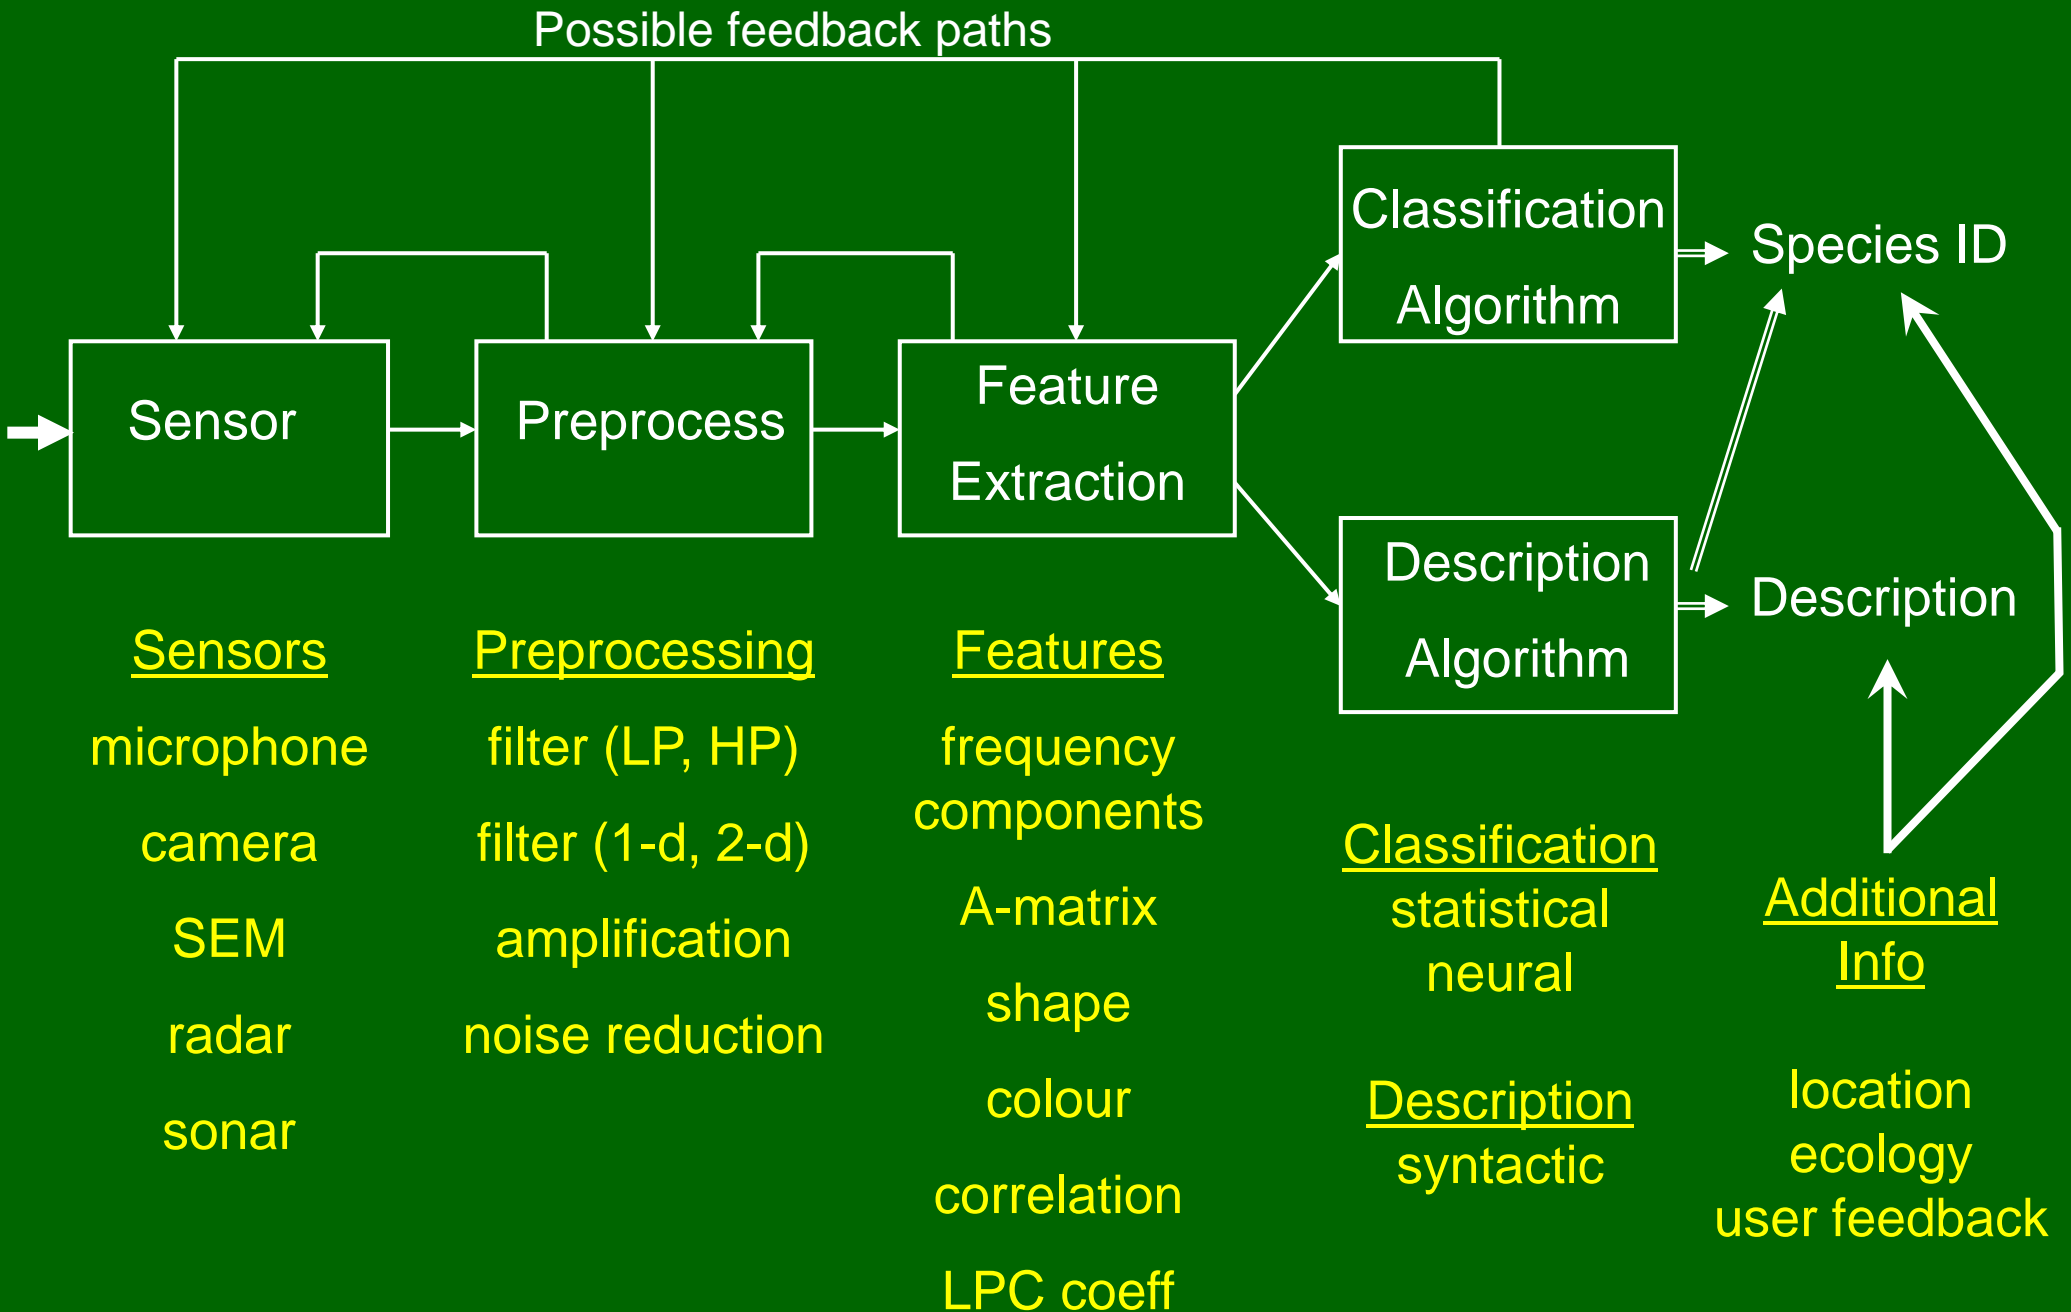 Possible feedback paths
Sensor
Preprocess
Feature
Extraction
Classification
Algorithm
Description
Algorithm
Species ID
Description
Sensors
microphone
camera
SEM
radar
sonar
Preprocessing
filter (LP, HP)
filter (1-d, 2-d)
amplification
noise reduction
Features
frequency
components
A-matrix
shape
colour
correlation
LPC coeff
Classification
statistical
neural
Description
syntactic
Additional
Info
location
ecology
user feedback